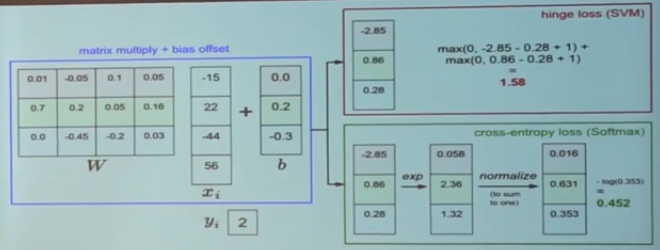 matrix multiply + bias offset
0.01 -0.05 0.1 0.05
0.7 0.2 0.05 0.16
0.0 -0.45 -0.2 0.03
W
-15
22
-44
56
xi
+
0.0
0.2
-0.3
b
yi 2
hinge loss (SVM)
-2.85
0.86
0.28
max(0, -2.85 - 0.28 + 1) +
max(0, 0.86 - 0.28 + 1)
=
1.58
cross-entropy loss (Softmax)
-2.85
0.86
0.28
exp
0.058
2.36
1.32
normalize
(to sum
to one)
0.016
0.631
0.353
- log(0.353)
=
0.452